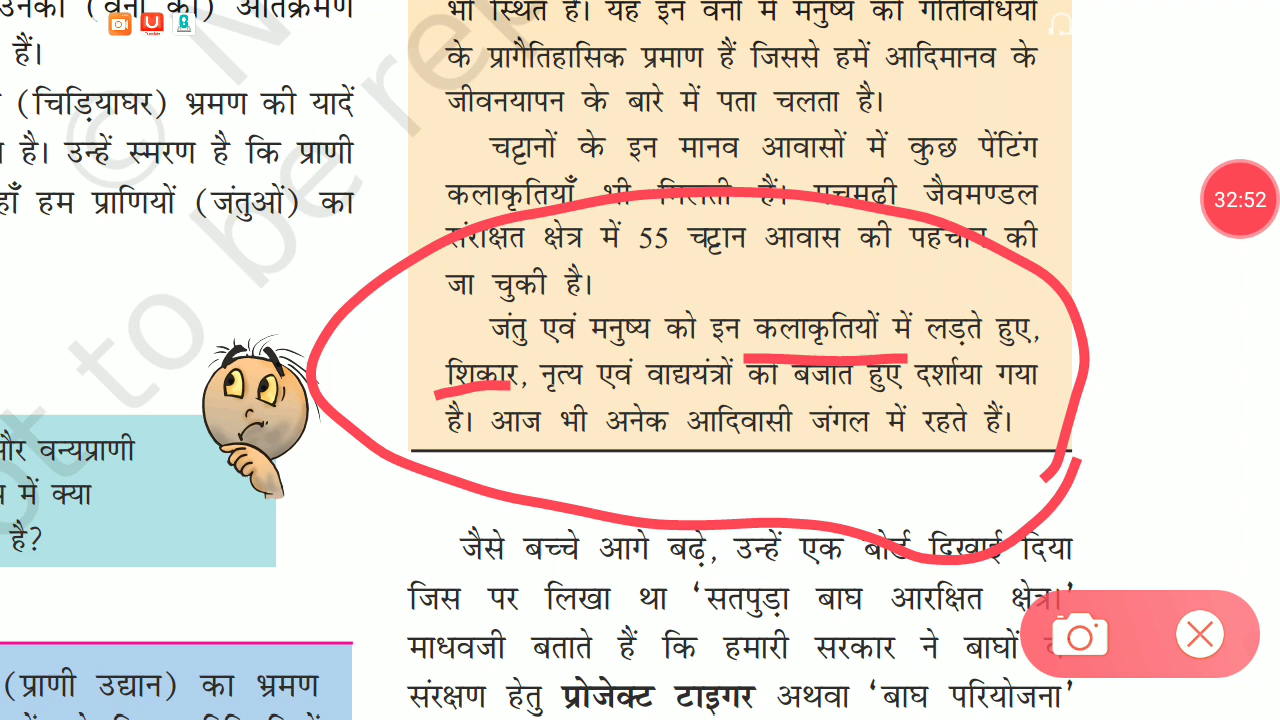 उनका (वनों का) अतिक्रमण
हैं।
(चिड़ियाघर) भ्रमण की यादें
है। उन्हें स्मरण है कि प्राणी
हम प्राणियों (जंतुओं) का
और वन्यप्राणी
में क्या
है?
(प्राणी उद्यान) का भ्रमण
भी स्थित हैं। यह इन वनों में मनुष्य की गतिविधियों
के प्रागैतिहासिक प्रमाण हैं जिससे हमें आदिमानव के
जीवनयापन के बारे में पता चलता है।
चट्टानों के इन मानव आवासों में कुछ पेंटिंग
कलाकृतियाँ भी मिलती हैं। पचमढ़ी जैवमण्डल
संरक्षित क्षेत्र में 55 चट्टान आवास की पहचान की
जा चुकी है।
जंतु एवं मनुष्य को इन कलाकृतियों में लड़ते हुए,
शिकार, नृत्य एवं वाद्ययंत्रों को बजाते हुए दर्शाया गया
है। आज भी अनेक आदिवासी जंगल में रहते हैं।
जैसे बच्चे आगे बढ़े, उन्हें एक बोर्ड दिखाई दिया
जिस पर लिखा था ‘सतपुड़ा बाघ आरक्षित क्षेत्र।’
माधवजी बताते हैं कि हमारी सरकार ने बाघों
संरक्षण हेतु प्रोजेक्ट टाइगर अथवा ‘बाघ परियोजना’
32:52
© N
to be rep